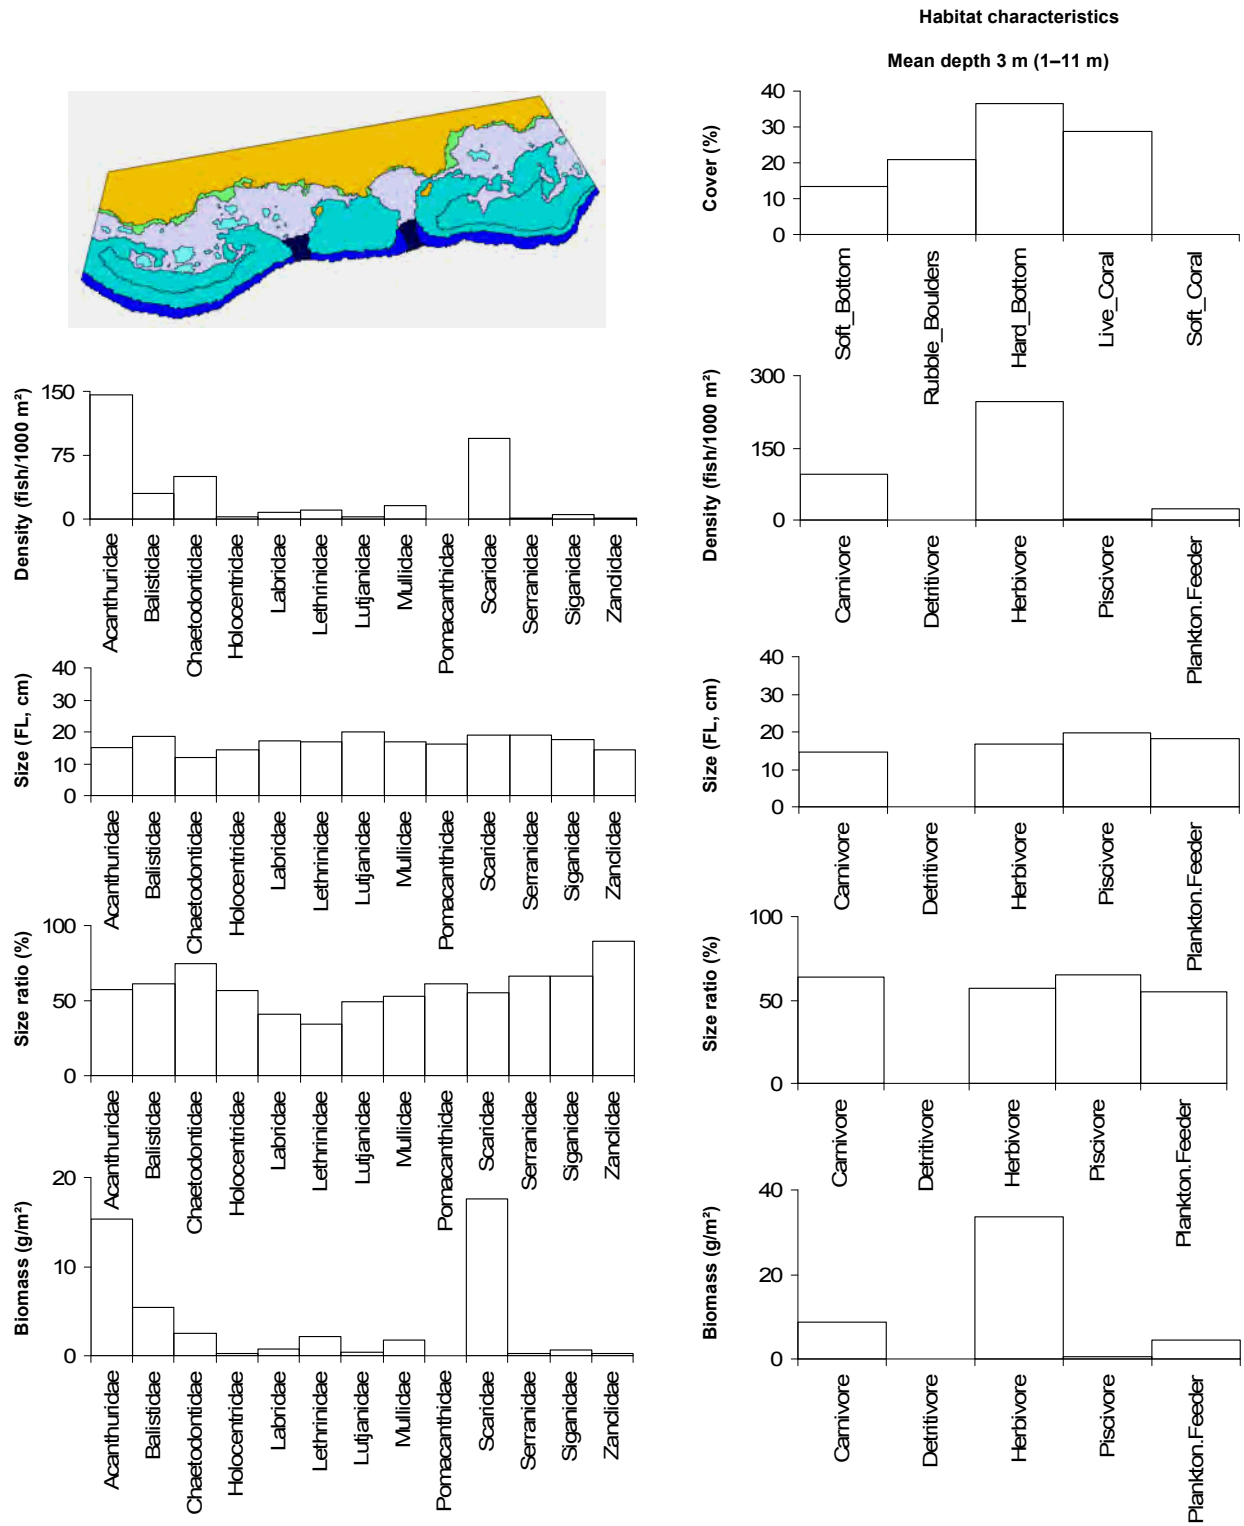 Habitat characteristics
Mean depth 3 m (1–11 m)
Cover (%)
40
30
20
10
0
Soft_Bottom
Rubble_Boulders
Hard_Bottom
Live_Coral
Soft_Coral
Density (fish/1000 m²)
150
75
0
Acanthuridae
Balistidae
Chaetodontidae
Holocentridae
Labridae
Lethrinidae
Lutjanidae
Mullidae
Pomacanthidae
Scaridae
Serranidae
Siganidae
Zanclidae
Density (fish/1000 m²)
300
150
0
Carnivore
Detritivore
Herbivore
Piscivore
Plankton.Feeder
Size (FL, cm)
40
30
20
10
0
Acanthuridae
Balistidae
Chaetodontidae
Holocentridae
Labridae
Lethrinidae
Lutjanidae
Mullidae
Pomacanthidae
Scaridae
Serranidae
Siganidae
Zanclidae
Size (FL, cm)
40
30
20
10
0
Carnivore
Detritivore
Herbivore
Piscivore
Plankton.Feeder
Size ratio (%)
100
50
0
Acanthuridae
Balistidae
Chaetodontidae
Holocentridae
Labridae
Lethrinidae
Lutjanidae
Mullidae
Pomacanthidae
Scaridae
Serranidae
Siganidae
Zanclidae
Size ratio (%)
100
50
0
Carnivore
Detritivore
Herbivore
Piscivore
Plankton.Feeder
Biomass (g/m²)
20
10
0
Acanthuridae
Balistidae
Chaetodontidae
Holocentridae
Labridae
Lethrinidae
Lutjanidae
Mullidae
Pomacanthidae
Scaridae
Serranidae
Siganidae
Zanclidae
Biomass (g/m²)
40
20
0
Carnivore
Detritivore
Herbivore
Piscivore
Plankton.Feeder